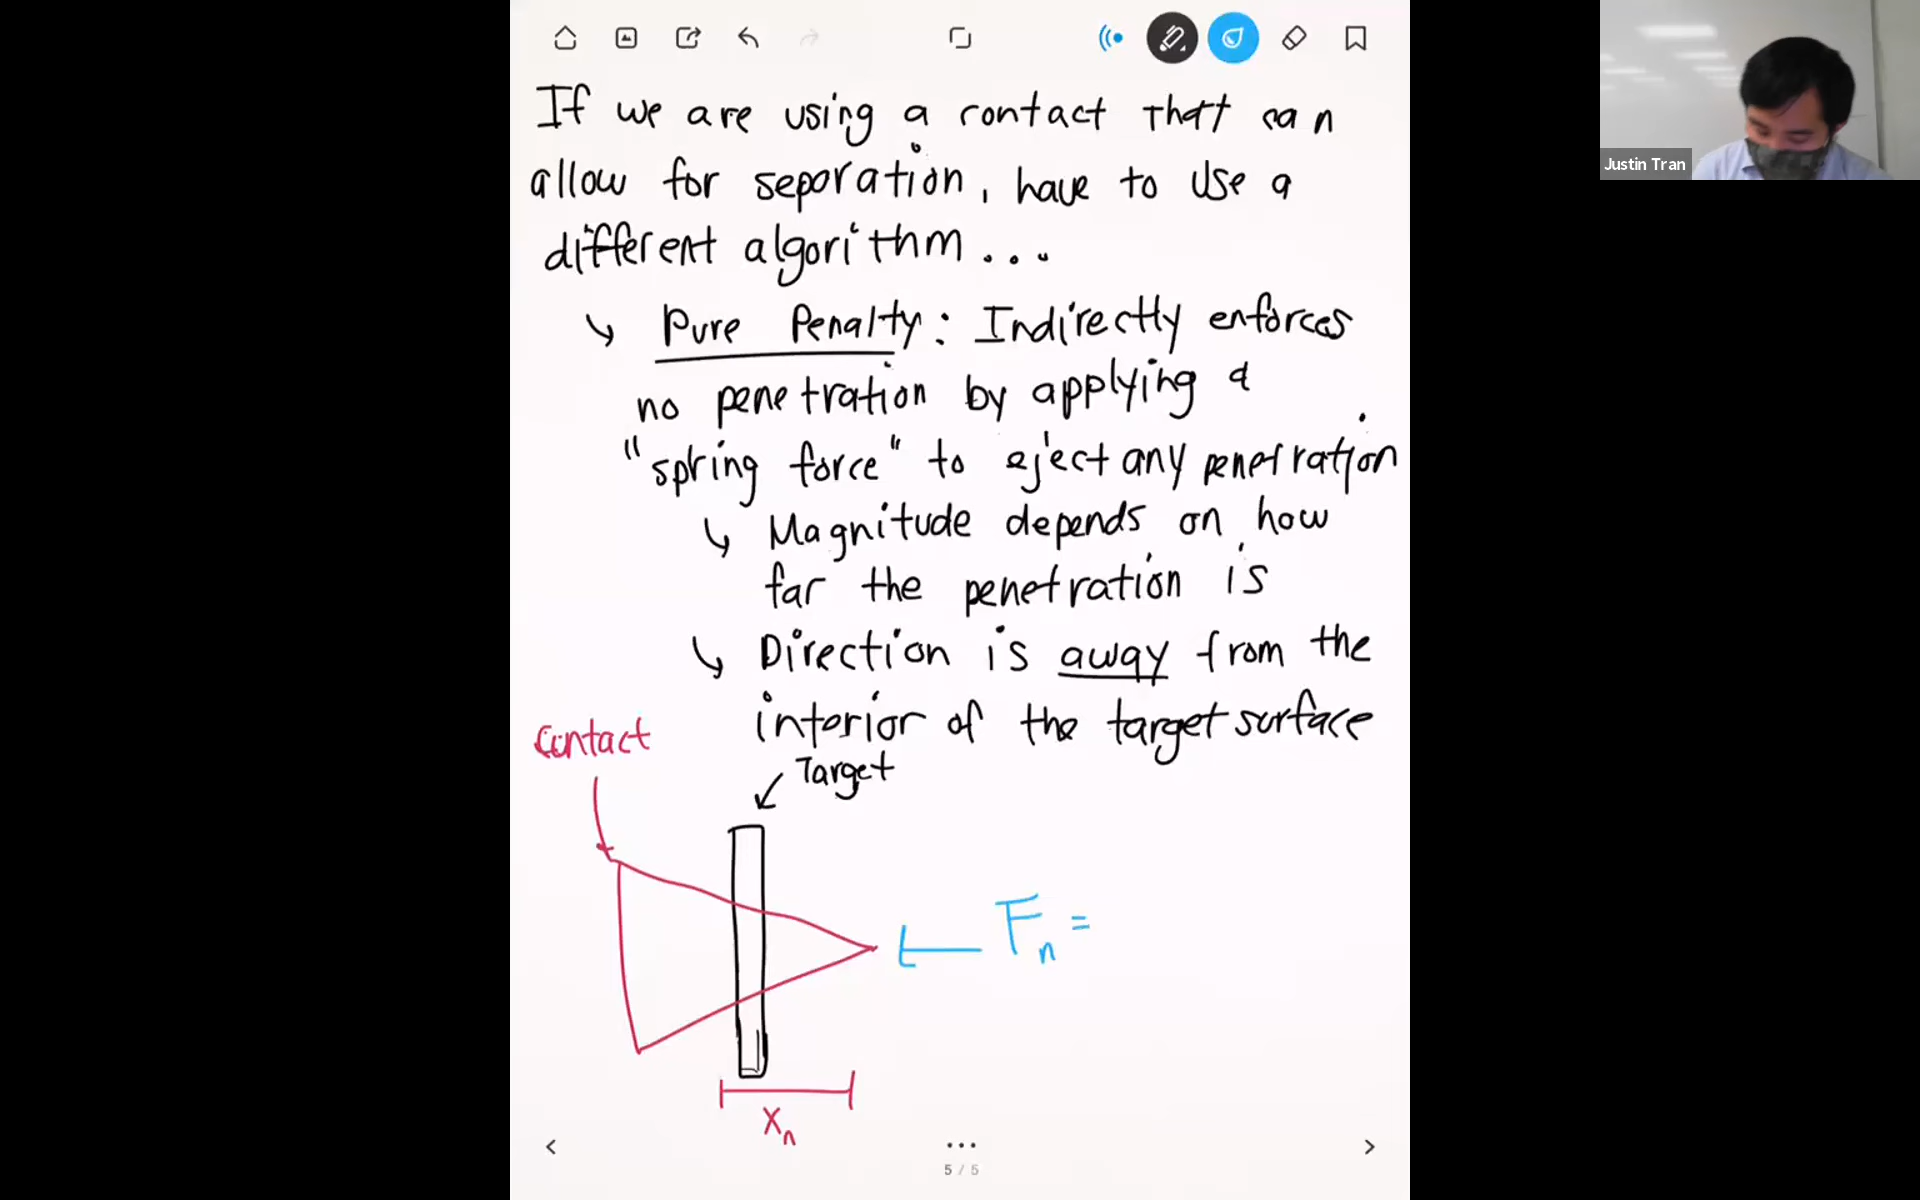 If we are using a contact that can
allow for separation, have to use a
different algorithm ...
↳ Pure Penalty: Indirectly enforces
no penetration by applying a
"spring force" to eject any penetration
↳ Magnitude depends on how
far the penetration is
↳ Direction is away from the
interior of the target surface
Contact
Target
Fn =
Xn
5 / 5
Justin Tran